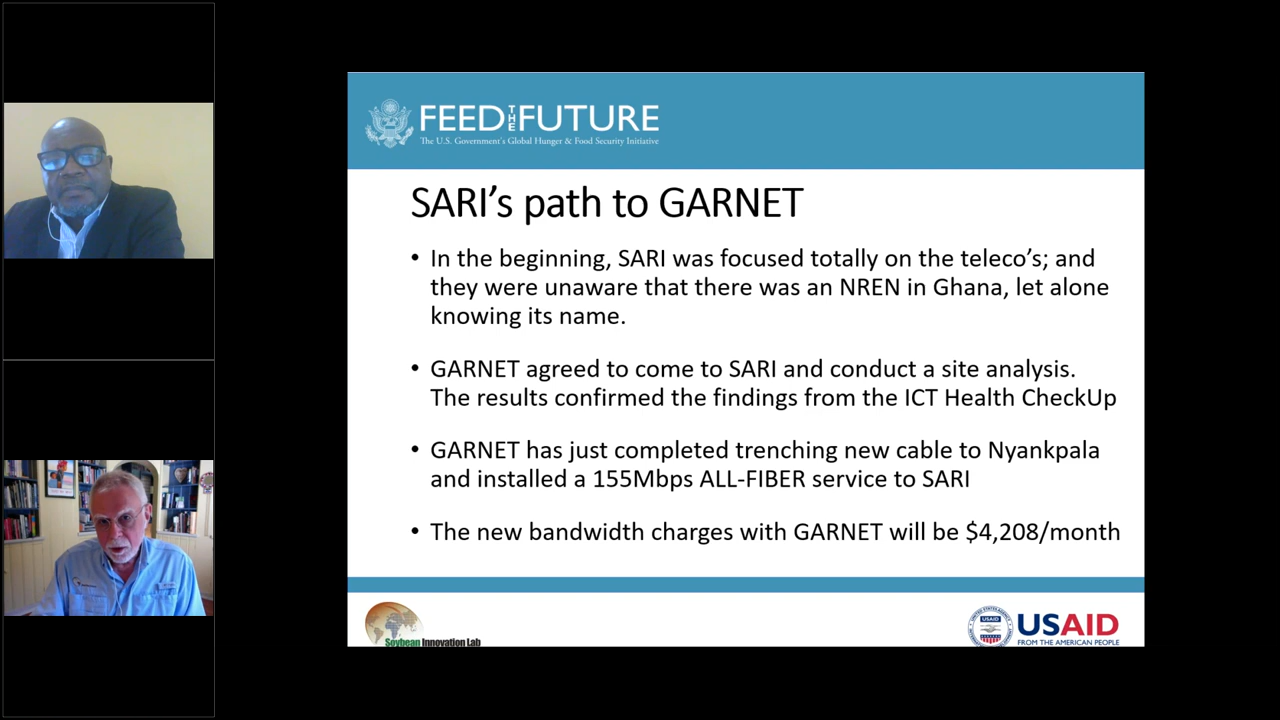 FEED THE FUTURE
The U.S. Government's Global Hunger & Food Security Initiative
SARI's path to GARNET
• In the beginning, SARI was focused totally on the teleco's; and
they were unaware that there was an NREN in Ghana, let alone
knowing its name.
• GARNET agreed to come to SARI and conduct a site analysis.
The results confirmed the findings from the ICT Health CheckUp
• GARNET has just completed trenching new cable to Nyankpala
and installed a 155Mbps ALL-FIBER service to SARI
• The new bandwidth charges with GARNET will be $4,208/month
Soybean Innovation Lab
USAID
USAID
FROM THE AMERICAN PEOPLE